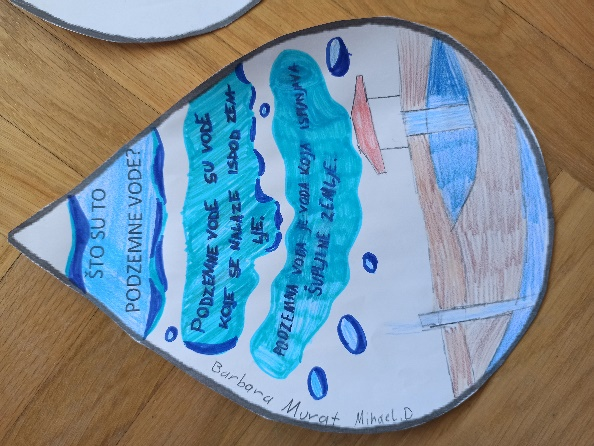 ŠTO SU TO
PODZEMNE VODE?
PODZEMNE VODE SU VODE
KOJE SE NALAZE ISPOD ZEM-
LJE.
PODZEMNA VODA JE VODA KOJA ISPUNJAVA
ŠUPLJINE ZEMLJE.
Barbara Murat Mihael D